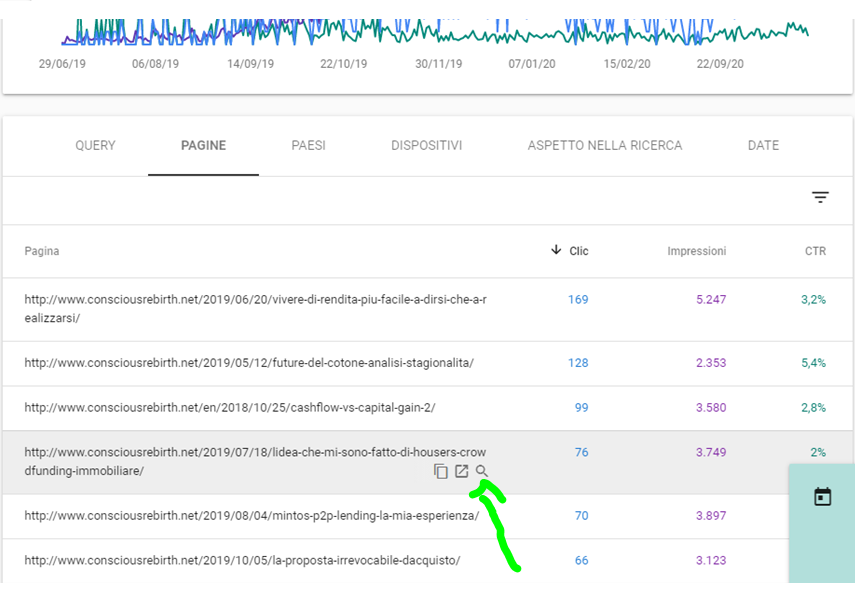 29/06/19 06/08/19 14/09/19 22/10/19 30/11/19 07/01/20 15/02/20 22/09/20
QUERY PAGINE PAESI DISPOSITIVI ASPETTO NELLA RICERCA DATE
Pagina Clic Impressioni CTR
http://www.consciousrebirth.net/2019/06/20/vivere-di-rendita-piu-facile-a-dirsi-che-a-r 169 5.247 3,2%
ealizzarsi/
http://www.consciousrebirth.net/2019/05/12/future-del-cotone-analisi-stagionalita/ 128 2.353 5,4%
http://www.consciousrebirth.net/en/2018/10/25/cashflow-vs-capital-gain-2/ 99 3.580 2,8%
http://www.consciousrebirth.net/2019/07/18/lidea-che-mi-sono-fatto-di-housers-crow 76 3.749 2%
dfunding-immobiliare/
http://www.consciousrebirth.net/2019/08/04/mintos-p2p-lending-la-mia-esperienza/ 70 3.897
http://www.consciousrebirth.net/2019/10/05/la-proposta-irrevocabile-dacquisto/ 66 3.123